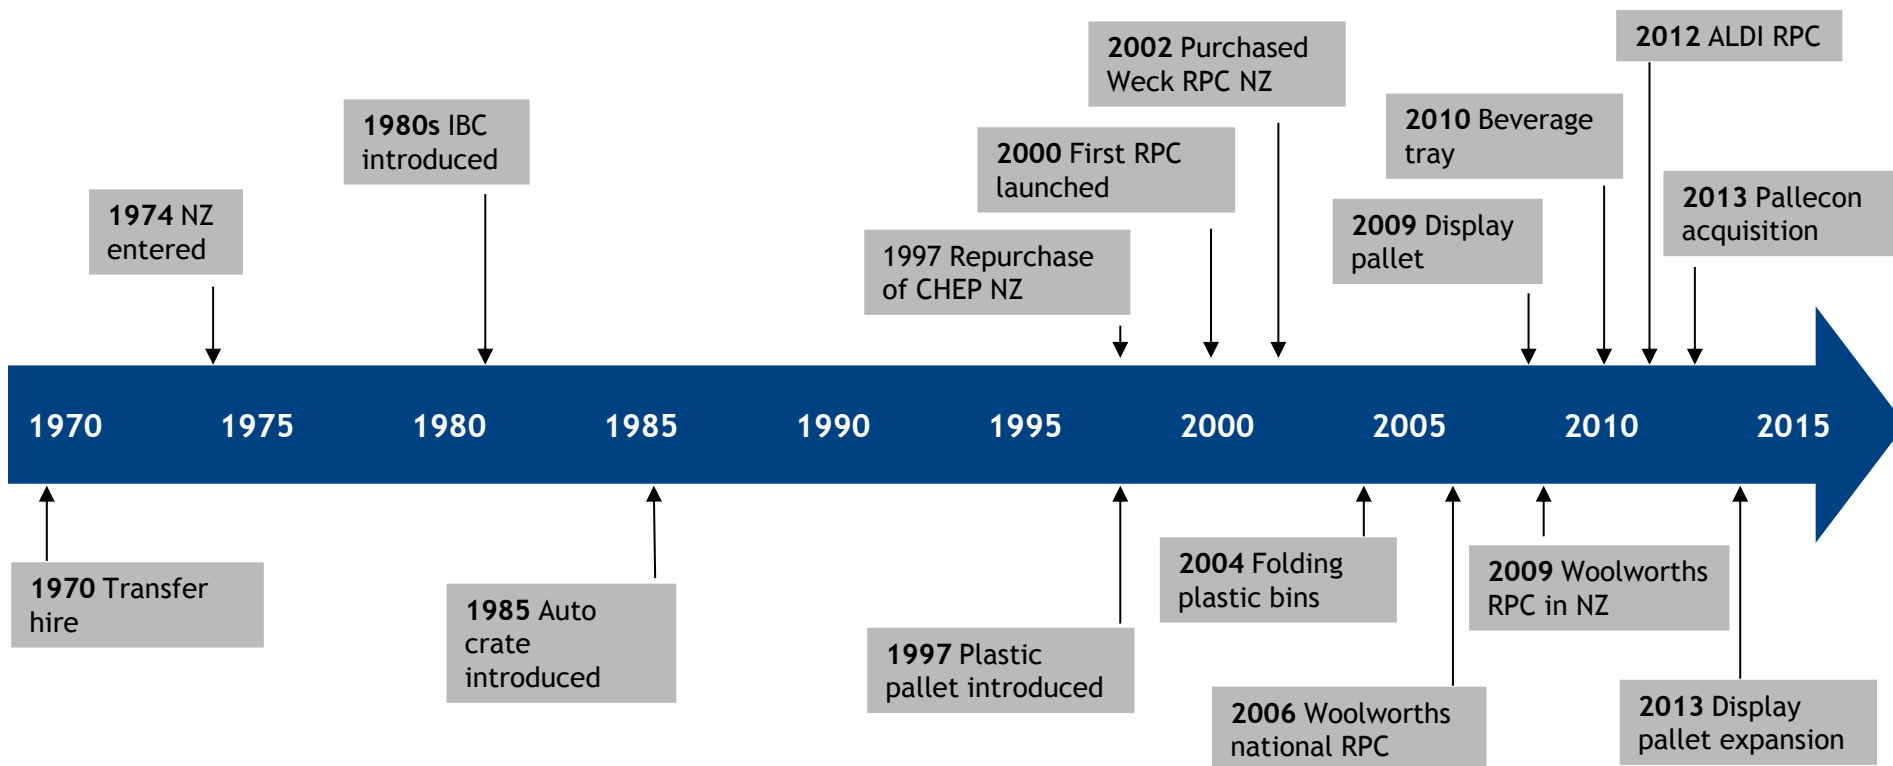 2012 ALDI RPC
2002 Purchased
Weck RPC NZ
2010 Beverage
tray
1980s IBC
introduced
2000 First RPC
launched
2013 Pallecon
acquisition
1974 NZ
entered
2009 Display
pallet
1997 Repurchase
of CHEP NZ
1970 1975 1980 1985 1990 1995 2000 2005 2010 2015
1970 Transfer
hire
1985 Auto
crate
introduced
1997 Plastic
pallet introduced
2004 Folding
plastic bins
2006 Woolworths
national RPC
2009 Woolworths
RPC in NZ
2013 Display
pallet expansion